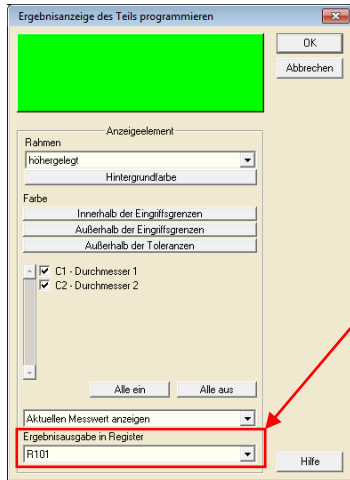 Ergebnisanzeige des Teils programmieren
OK
Abbrechen
Anzeigeelement
Rahmen
höhergelegt
Hintergrundfarbe
Farbe
Innerhalb der Eingriffsgrenzen
Außerhalb der Eingriffsgrenzen
Außerhalb der Toleranzen
C1 - Durchmesser 1
C2 - Durchmesser 2
Alle ein
Alle aus
Aktuellen Messwert anzeigen
Ergebnisausgabe in Register
R101
Hilfe